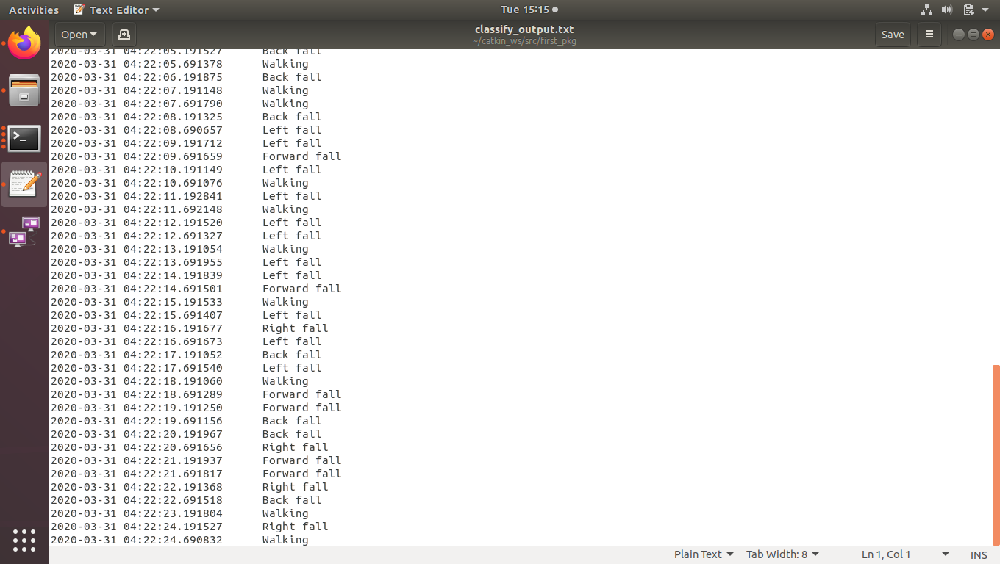 Activities Text Editor Tue 15:15
Open classify_output.txt Save
~/catkin_ws/src/first_pkg
2020-03-31 04:22:05.191527 Back fall
2020-03-31 04:22:05.691378 Walking
2020-03-31 04:22:06.191875 Back fall
2020-03-31 04:22:07.191148 Walking
2020-03-31 04:22:07.691790 Walking
2020-03-31 04:22:08.191325 Back fall
2020-03-31 04:22:08.690657 Left fall
2020-03-31 04:22:09.191712 Left fall
2020-03-31 04:22:09.691659 Forward fall
2020-03-31 04:22:10.191149 Left fall
2020-03-31 04:22:10.691076 Walking
2020-03-31 04:22:11.192841 Left fall
2020-03-31 04:22:11.692148 Walking
2020-03-31 04:22:12.191520 Left fall
2020-03-31 04:22:12.691327 Left fall
2020-03-31 04:22:13.191054 Walking
2020-03-31 04:22:13.691955 Left fall
2020-03-31 04:22:14.191839 Left fall
2020-03-31 04:22:14.691501 Forward fall
2020-03-31 04:22:15.191533 Walking
2020-03-31 04:22:15.691407 Left fall
2020-03-31 04:22:16.191677 Right fall
2020-03-31 04:22:16.691673 Left fall
2020-03-31 04:22:17.191052 Back fall
2020-03-31 04:22:17.691540 Left fall
2020-03-31 04:22:18.191060 Walking
2020-03-31 04:22:18.691289 Forward fall
2020-03-31 04:22:19.191250 Forward fall
2020-03-31 04:22:19.691156 Back fall
2020-03-31 04:22:20.191967 Back fall
2020-03-31 04:22:20.691656 Right fall
2020-03-31 04:22:21.191937 Forward fall
2020-03-31 04:22:21.691817 Forward fall
2020-03-31 04:22:22.191368 Right fall
2020-03-31 04:22:22.691518 Back fall
2020-03-31 04:22:23.191804 Walking
2020-03-31 04:22:24.191527 Right fall
2020-03-31 04:22:24.690832 Walking
Plain Text Tab Width: 8 Ln 1, Col 1 INS